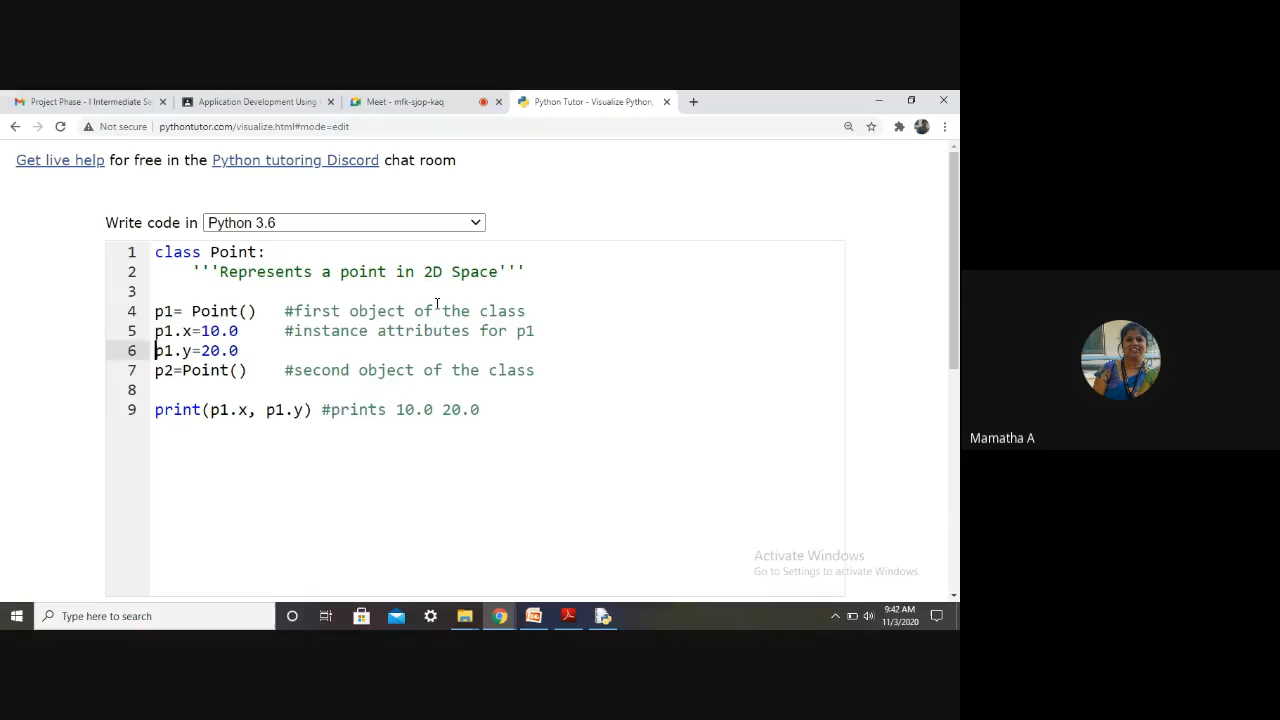 Project Phase - I Intermediate Se
Application Development Using
Meet - mfk-sjop-kaq
Python Tutor - Visualize Python,
Not secure | pythontutor.com/visualize.html#mode=edit
Get live help for free in the Python tutoring Discord chat room
Write code in Python 3.6
1 class Point:
2 '''Represents a point in 2D Space'''
3
4 p1= Point() #first object of the class
5 p1.x=10.0 #instance attributes for p1
6 p1.y=20.0
7 p2=Point() #second object of the class
8
9 print(p1.x, p1.y) #prints 10.0 20.0
Mamatha A
Activate Windows
Go to Settings to activate Windows.
Type here to search
9:42 AM
11/3/2020